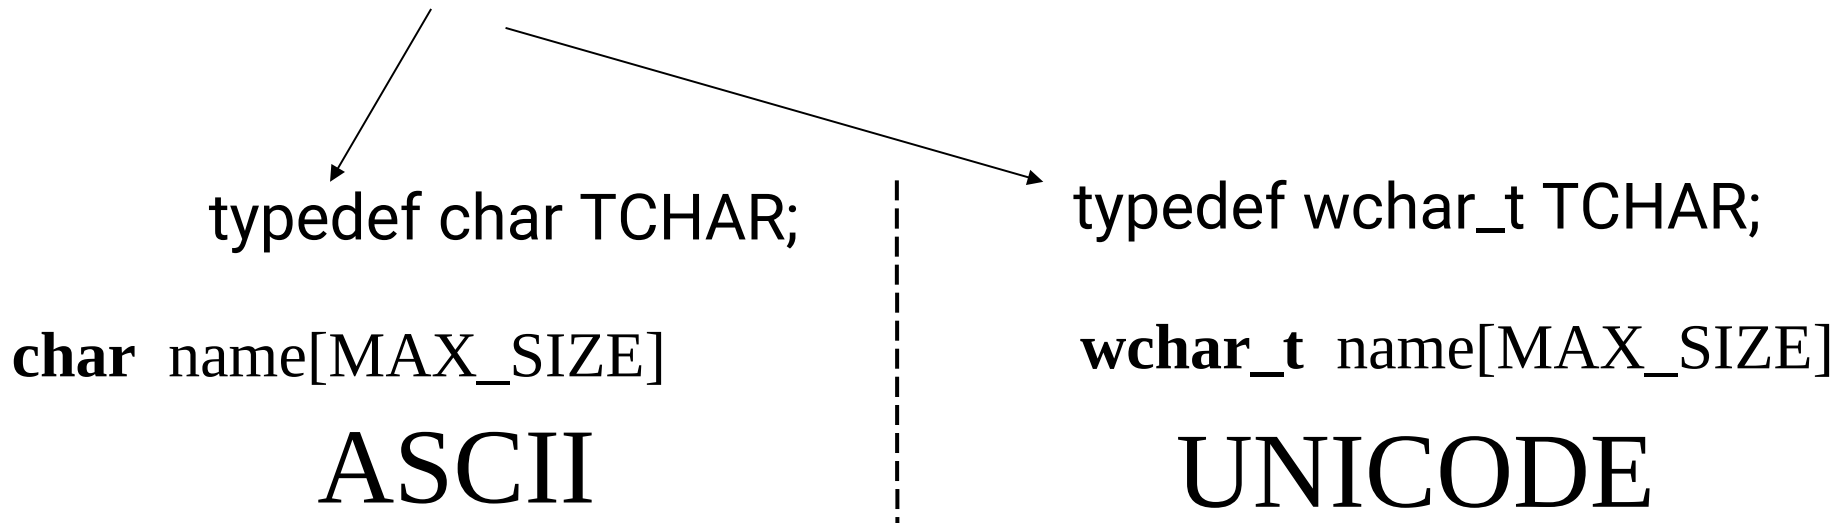 typedef char TCHAR;
char name[MAX_SIZE]
ASCII
typedef wchar_t TCHAR;
wchar_t name[MAX_SIZE]
UNICODE